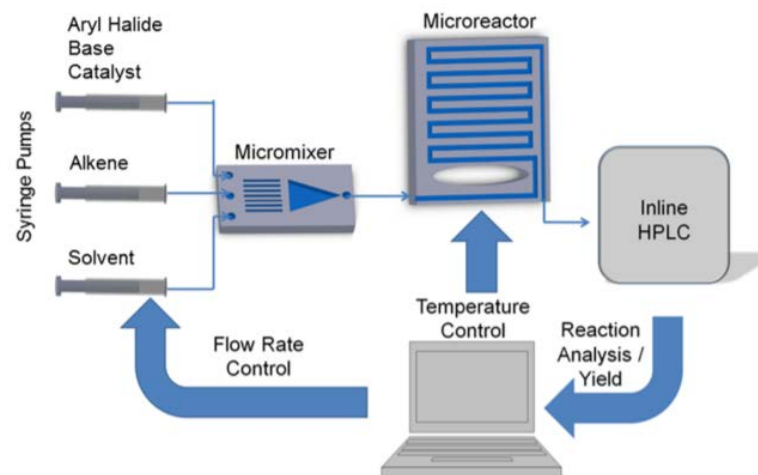 Aryl Halide
Base
Catalyst
Microreactor
Syringe Pumps
Alkene
Micromixer
Solvent
Inline
HPLC
Temperature
Control
Flow Rate
Control
Reaction
Analysis /
Yield